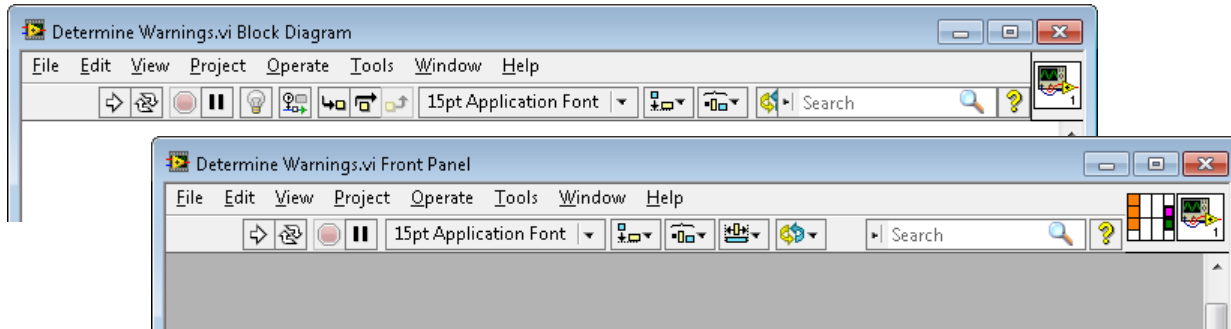 Determine Warnings.vi Block Diagram
File Edit View Project Operate Tools Window Help
15pt Application Font Search ? 1
Determine Warnings.vi Front Panel
File Edit View Project Operate Tools Window Help
15pt Application Font Search ? 1